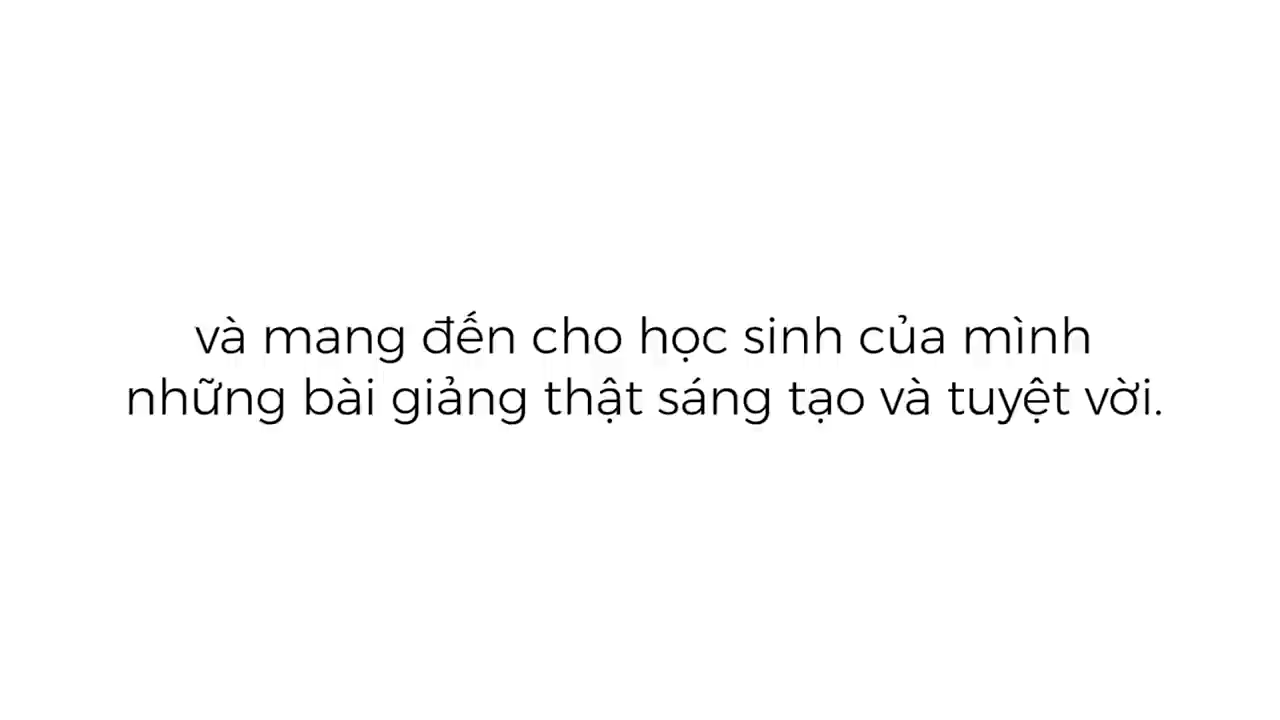 và mang đến cho học sinh của mình
những bài giảng thật sáng tạo và tuyệt vời.